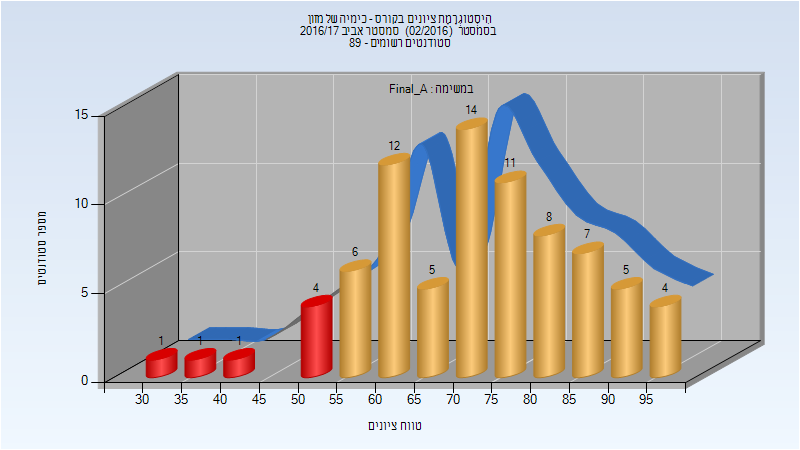 היסטוגרמת ציונים בקורס - כימיה של מזון
בסמסטר (02/2016) סמסטר אביב 2016/17
סטודנטים רשומים - 89
במשימה : Final_A
מספר סטודנטים
15
10
5
0
1
1
1
4
6
12
5
14
11
8
7
5
4
30 35 40 45 50 55 60 65 70 75 80 85 90 95
טווח ציונים